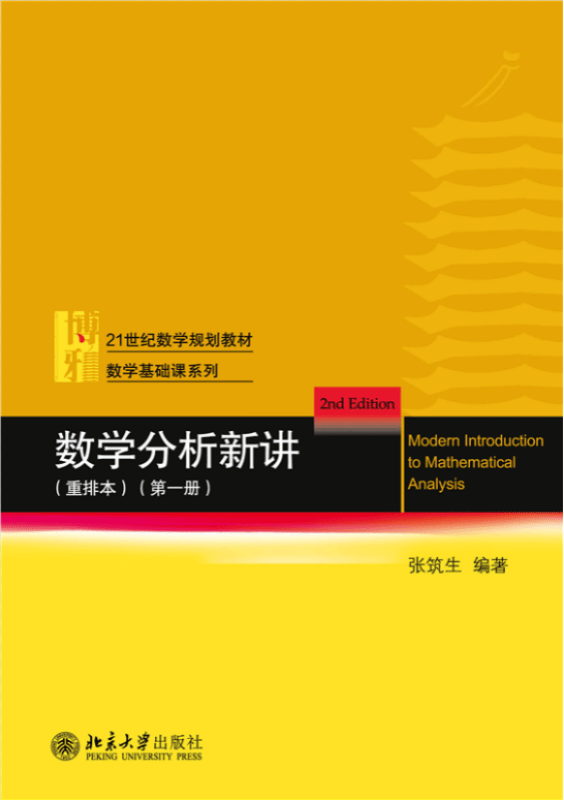 博雅
21世纪数学规划教材
数学基础课系列
2nd Edition
数学分析新讲
（重排本）（第一册）
Modern Introduction
to Mathematical
Analysis
张筑生 编著
北京大学出版社
PEKING UNIVERSITY PRESS